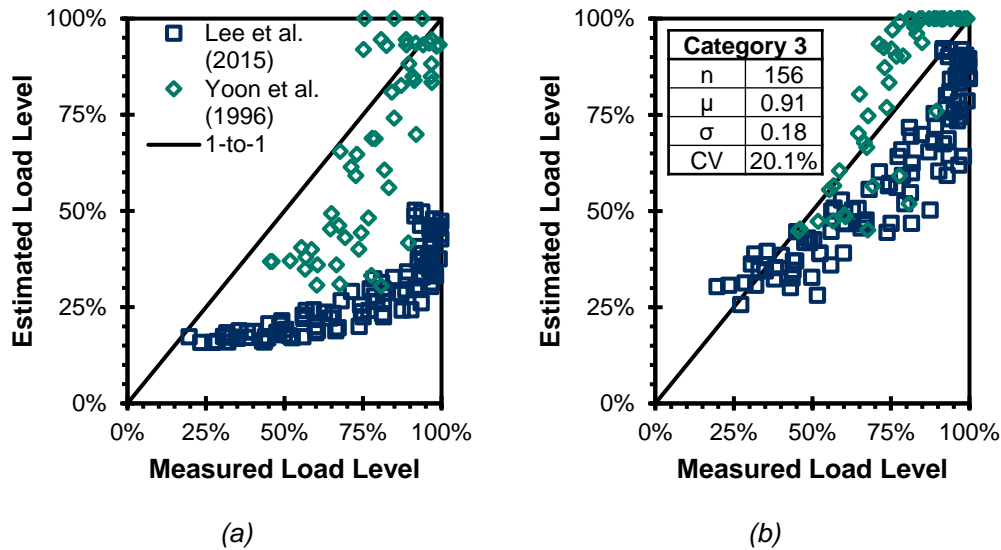 100%
75%
50%
25%
0%
Estimated Load Level
Lee et al.
(2015)
Yoon et al.
(1996)
1-to-1
0% 25% 50% 75% 100%
Measured Load Level
(a)
100%
75%
50%
25%
0%
Estimated Load Level
Category 3
n 156
μ 0.91
σ 0.18
CV 20.1%
0% 25% 50% 75% 100%
Measured Load Level
(b)